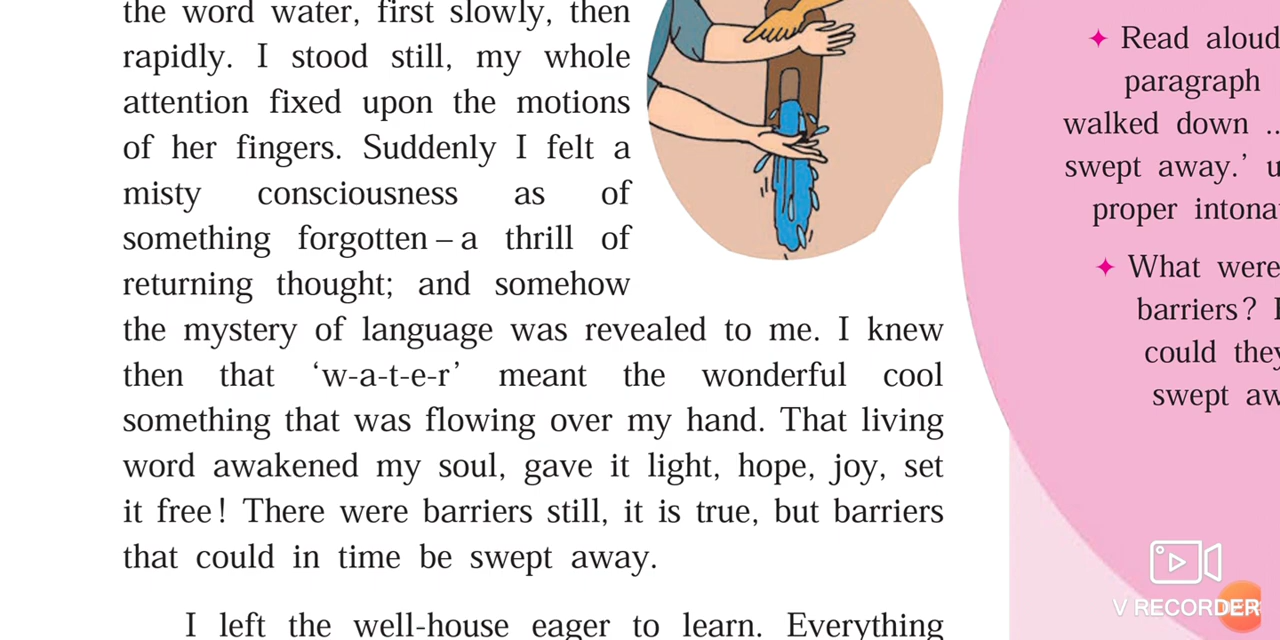 the word water, first slowly, then
rapidly. I stood still, my whole
attention fixed upon the motions
of her fingers. Suddenly I felt a
misty consciousness as of
something forgotten – a thrill of
returning thought; and somehow
the mystery of language was revealed to me. I knew
then that ‘w-a-t-e-r’ meant the wonderful cool
something that was flowing over my hand. That living
word awakened my soul, gave it light, hope, joy, set
it free! There were barriers still, it is true, but barriers
that could in time be swept away.
I left the well-house eager to learn. Everything
✦ Read aloud
paragraph
walked down ..
swept away.’
proper
✦ What were
barriers?
could they
swept
V RECORDER